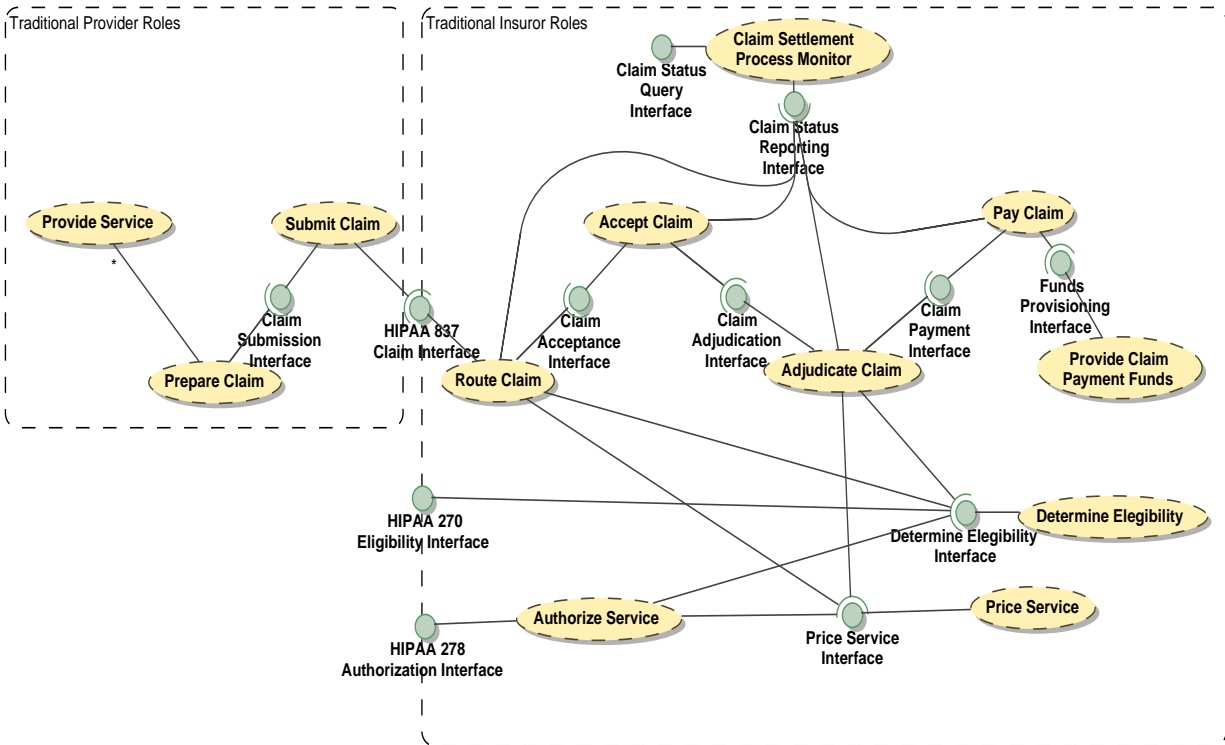 Traditional Provider Roles
Traditional Insuror Roles
Claim Settlement
Process Monitor
Claim Status
Query
Interface
Claim Status
Reporting
Interface
Provide Service
*
Submit Claim
Accept Claim
Pay Claim
Claim
Submission
Interface
HIPAA 837
Claim Interface
Claim
Acceptance
Interface
Claim
Adjudication
Interface
Claim
Payment
Interface
Funds
Provisioning
Interface
Prepare Claim
Route Claim
Adjudicate Claim
Provide Claim
Payment Funds
HIPAA 270
Eligibility Interface
Determine Elegibility
Interface
Determine Elegibility
HIPAA 278
Authorization Interface
Authorize Service
Price Service
Interface
Price Service